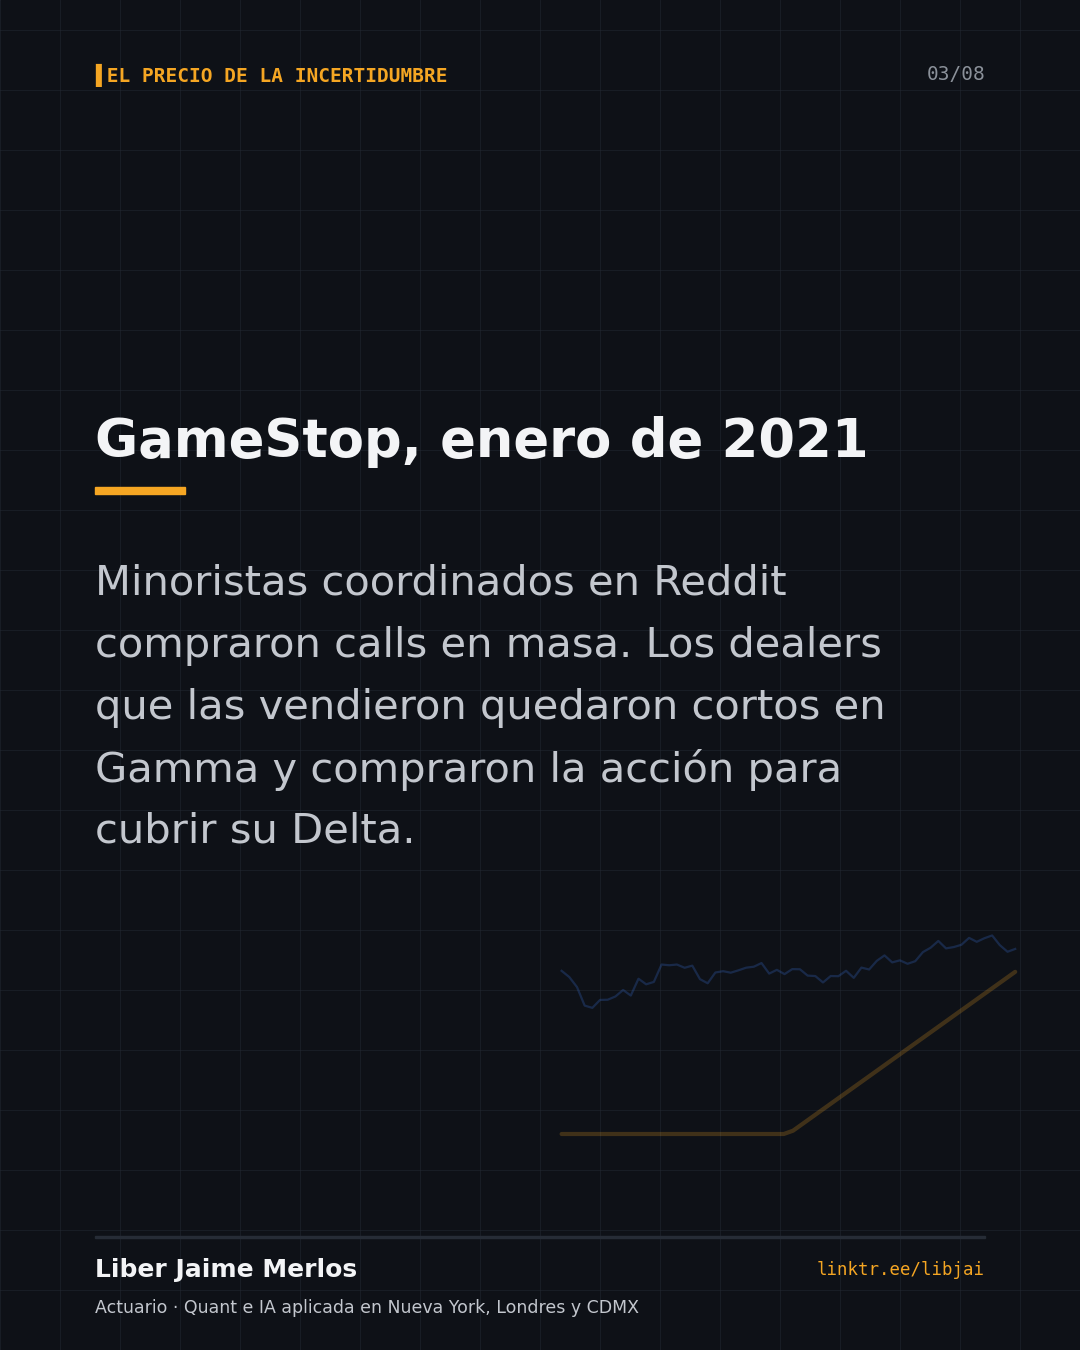 EL PRECIO DE LA INCERTIDUMBRE
03/08
GameStop, enero de 2021
Minoristas coordinados en Reddit
compraron calls en masa. Los dealers
que las vendieron quedaron cortos en
Gamma y compraron la acción para
cubrir su Delta.
Liber Jaime Merlos
linktr.ee/libjai
Actuario · Quant e IA aplicada en Nueva York, Londres y CDMX